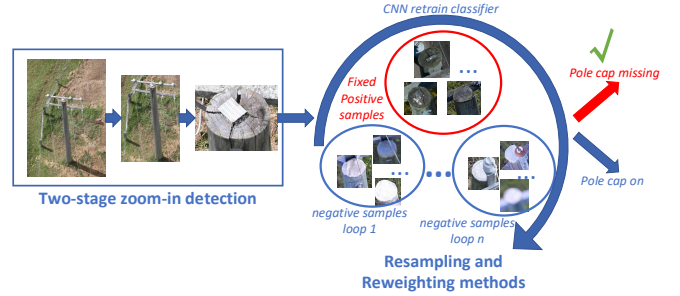 CNN retrain classifier
Fixed
Positive
samples
...
Pole cap missing
...
...
...
Pole cap on
Two-stage zoom-in detection
negative samples
loop 1
negative samples
loop n
Resampling and
Reweighting methods